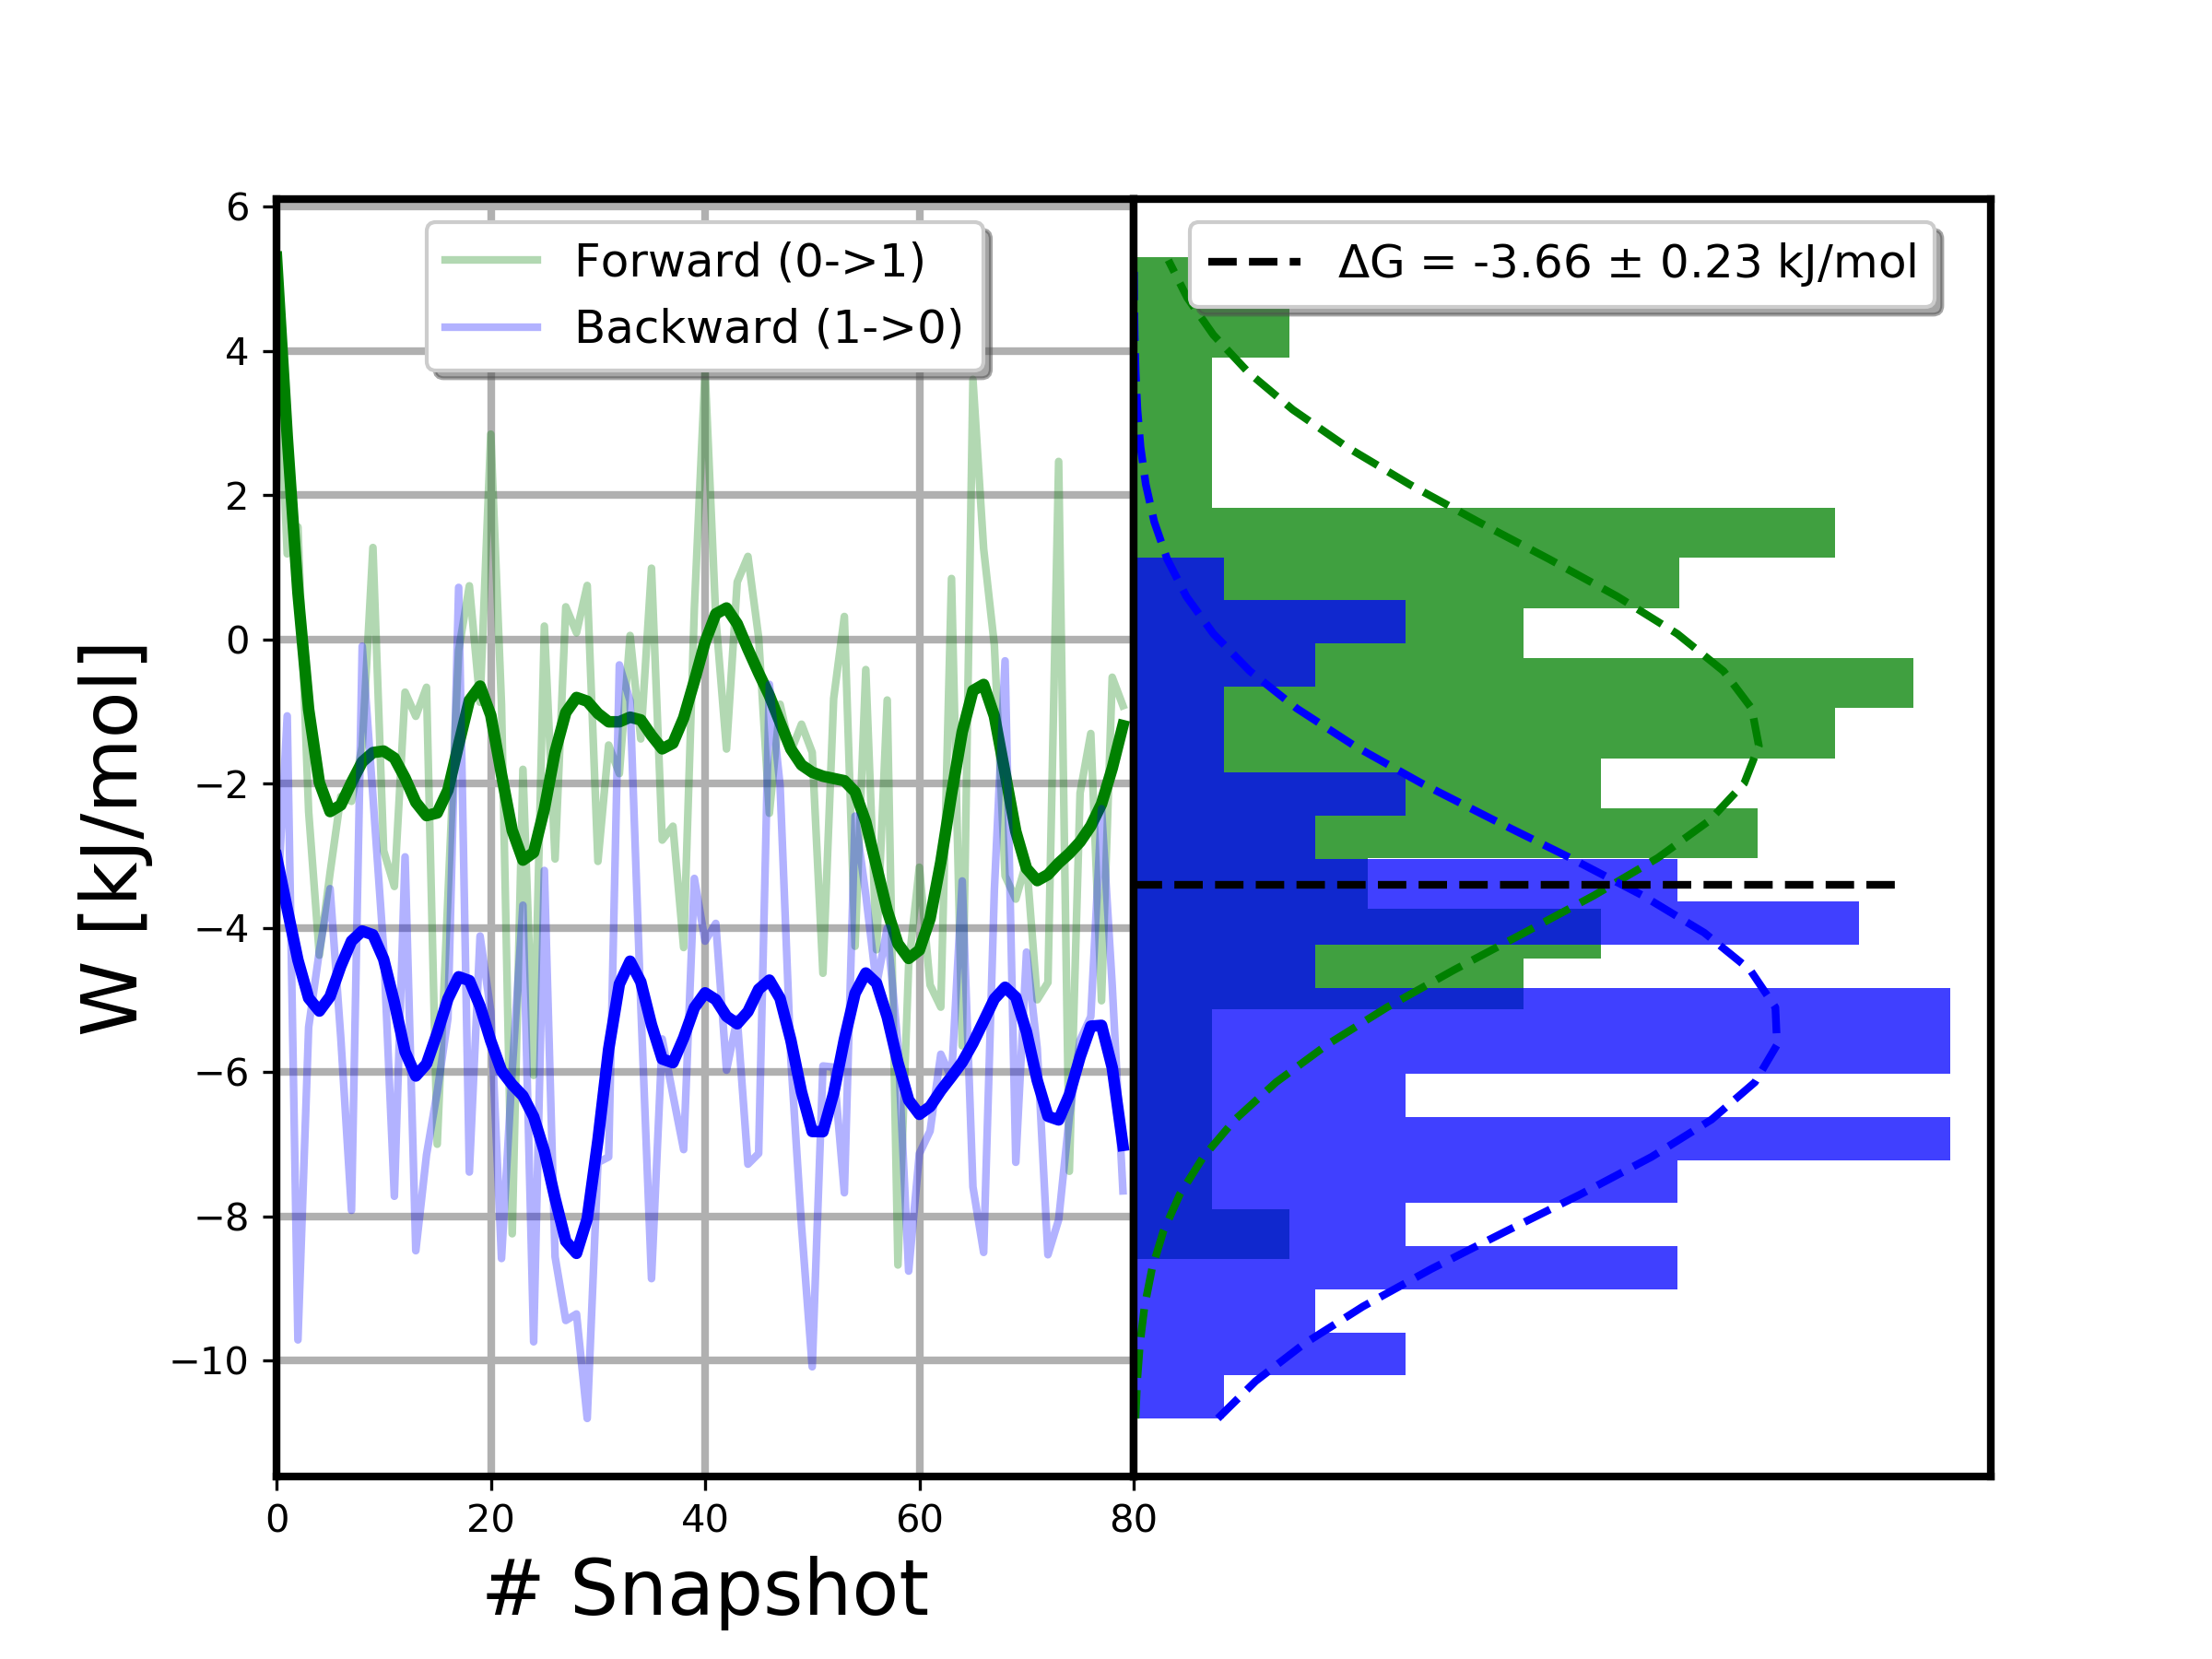 6
4
2
0
−2
−4
−6
−8
−10
W [kJ/mol]
Forward (0->1)
Backward (1->0)
ΔG = -3.66 ± 0.23 kJ/mol
0 20 40 60 80
# Snapshot